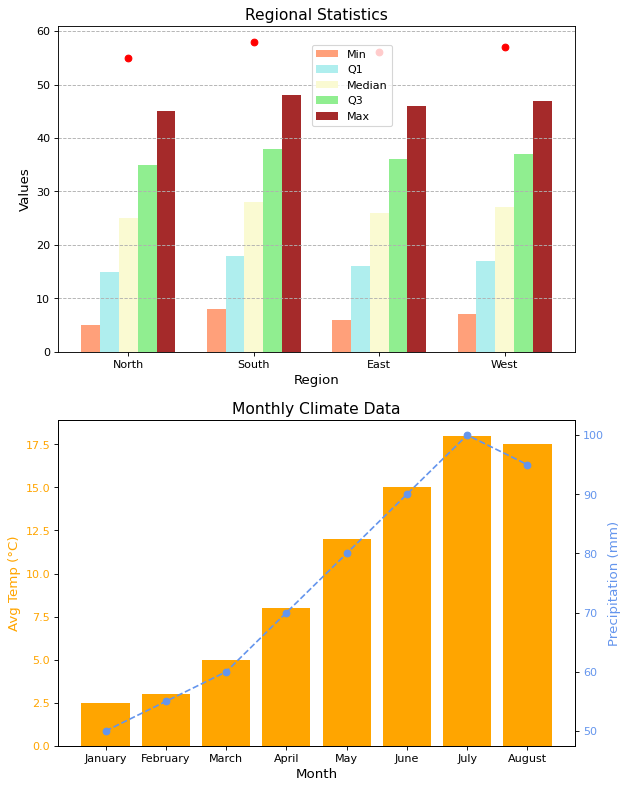 Regional Statistics
60
50
40
30
20
10
0
Values
Min
Q1
Median
Q3
Max
North South East West
Region
Monthly Climate Data
17.5
15.0
12.5
10.0
7.5
5.0
2.5
0.0
Avg Temp (°C)
100
90
80
70
60
50
Precipitation (mm)
January February March April May June July August
Month